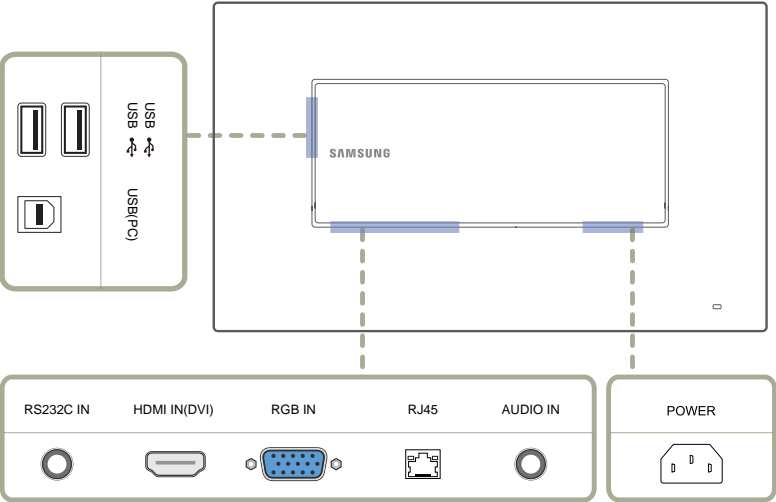 USB
USB
USB(PC)
SAMSUNG
RS232C IN
HDMI IN(DVI)
RGB IN
RJ45
AUDIO IN
POWER